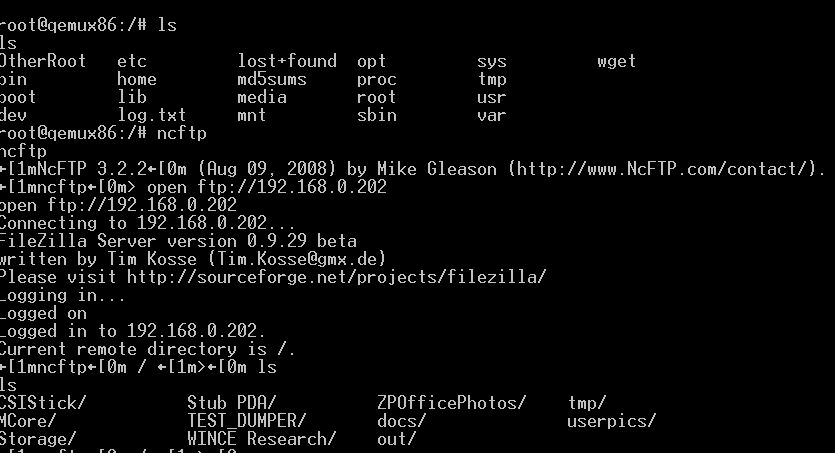 root@qemux86:/# ls
ls
OtherRoot etc lost+found opt sys wget
bin home md5sums proc tmp
boot lib media root usr
dev log.txt mnt sbin var
root@qemux86:/# ncftp
ncftp
←[1mNcFTP 3.2.2←[0m (Aug 09, 2008) by Mike Gleason (http://www.NcFTP.com/contact/).
←[1mncftp←[0m> open ftp://192.168.0.202
open ftp://192.168.0.202
Connecting to 192.168.0.202...
FileZilla Server version 0.9.29 beta
written by Tim Kosse (Tim.Kosse@gmx.de)
Please visit http://sourceforge.net/projects/filezilla/
Logging in...
Logged on
Logged in to 192.168.0.202.
Current remote directory is /.
←[1mncftp←[0m / ←[1m>←[0m ls
ls
CSIStick/ Stub PDA/ ZPOfficePhotos/ tmp/
MCore/ TEST_DUMPER/ docs/ userpics/
Storage/ WINCE Research/ out/